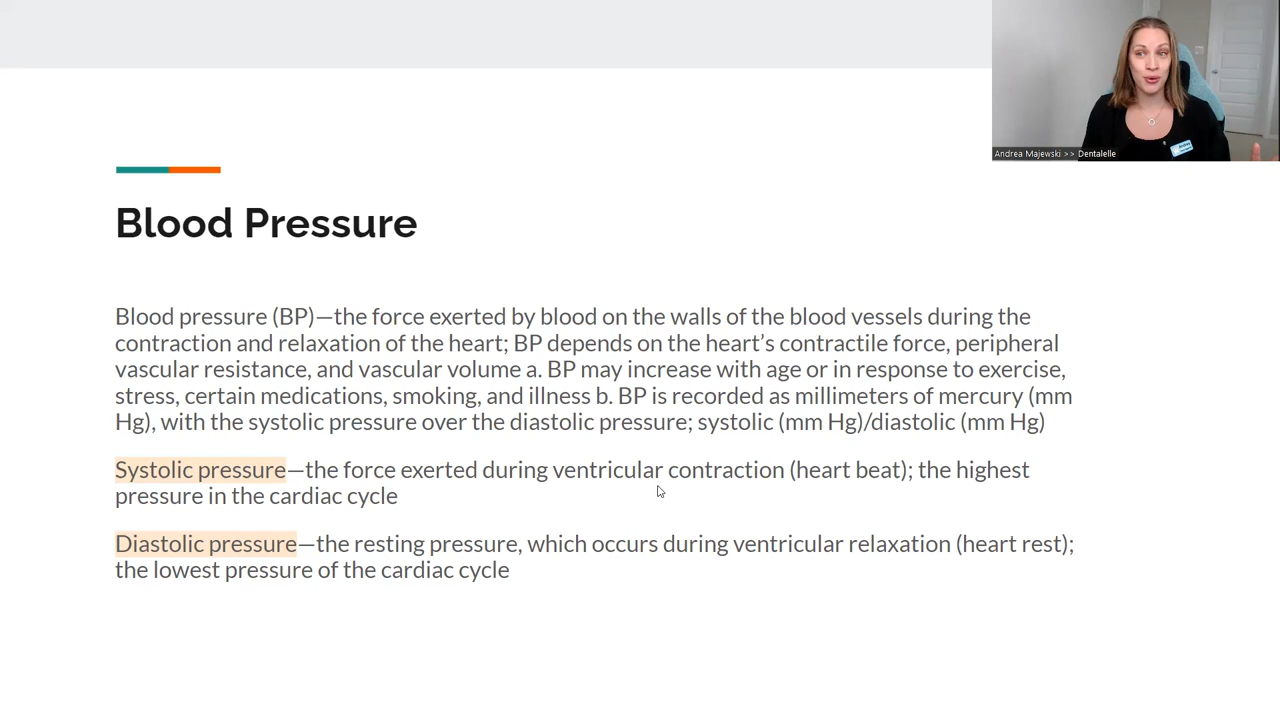 Andrea Majewski >> Dentalelle
Blood Pressure
Blood pressure (BP)—the force exerted by blood on the walls of the blood vessels during the
contraction and relaxation of the heart; BP depends on the heart’s contractile force, peripheral
vascular resistance, and vascular volume a. BP may increase with age or in response to exercise,
stress, certain medications, smoking, and illness b. BP is recorded as millimeters of mercury (mm
Hg), with the systolic pressure over the diastolic pressure; systolic (mm Hg)/diastolic (mm Hg)
Systolic pressure—the force exerted during ventricular contraction (heart beat); the highest
pressure in the cardiac cycle
Diastolic pressure—the resting pressure, which occurs during ventricular relaxation (heart rest);
the lowest pressure of the cardiac cycle